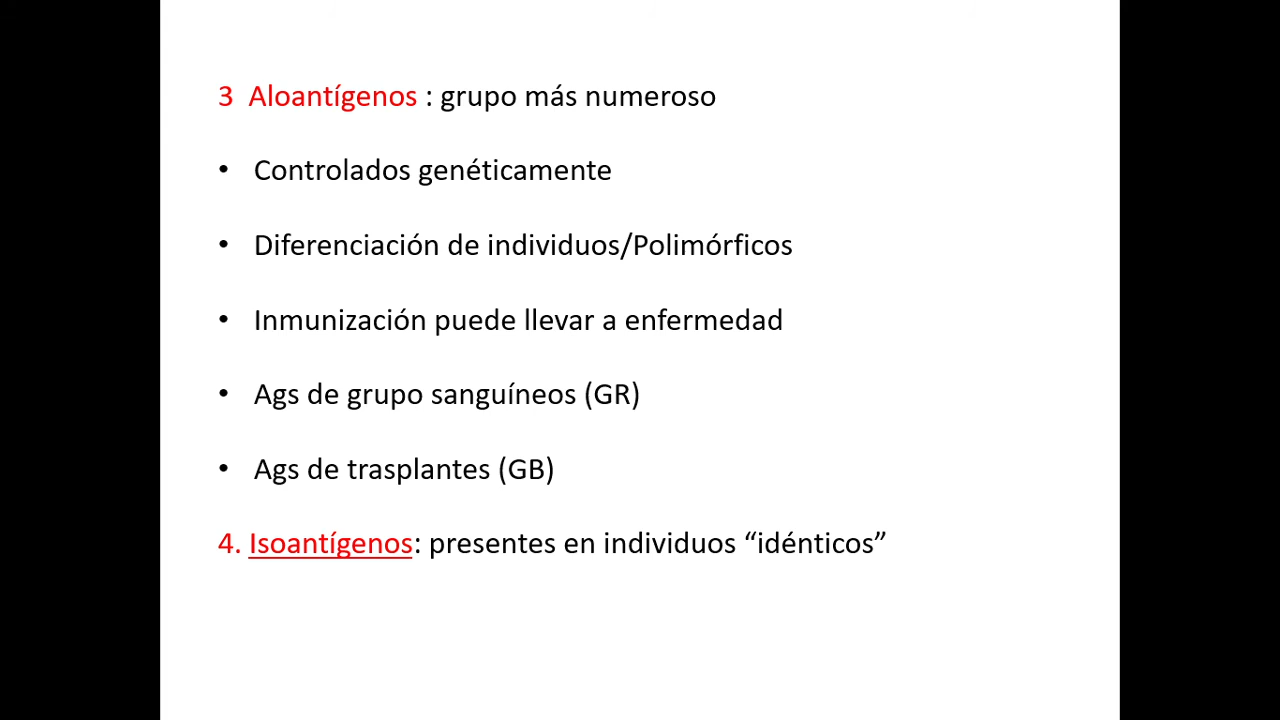 3 Aloantígenos : grupo más numeroso
• Controlados genéticamente
• Diferenciación de individuos/Polimórficos
• Inmunización puede llevar a enfermedad
• Ags de grupo sanguíneos (GR)
• Ags de trasplantes (GB)
4. Isoantígenos: presentes en individuos “idénticos”